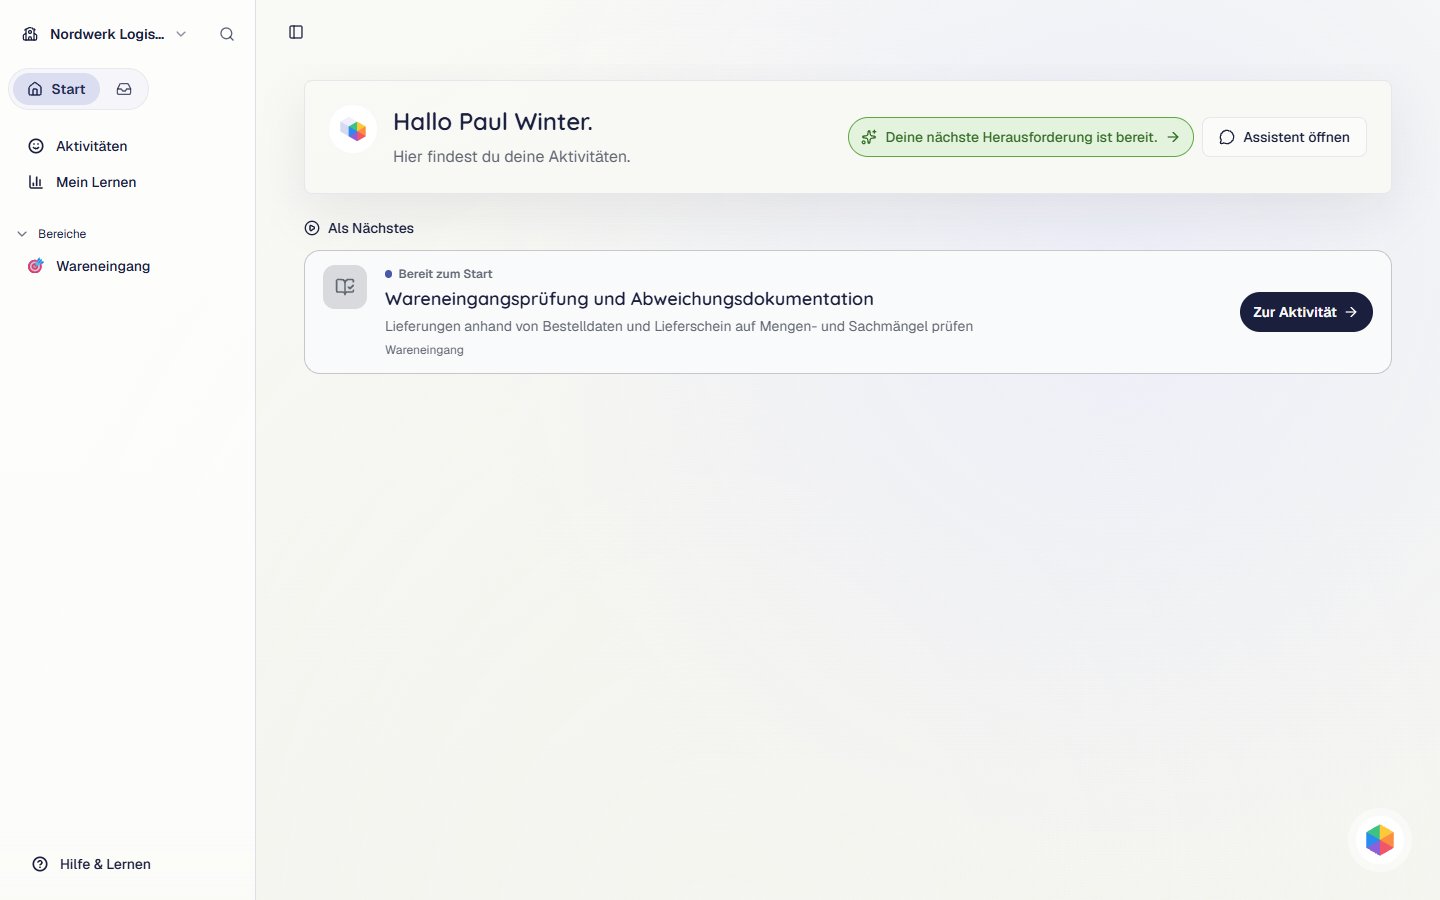 Nordwerk Logis...
Start
Aktivitäten
Mein Lernen
Bereiche
Wareneingang
Hilfe & Lernen
Hallo Paul Winter.
Hier findest du deine Aktivitäten.
Deine nächste Herausforderung ist bereit.
Assistent öffnen
Als Nächstes
Bereit zum Start
Wareneingangsprüfung und Abweichungsdokumentation
Lieferungen anhand von Bestelldaten und Lieferschein auf Mengen- und Sachmängel prüfen
Wareneingang
Zur Aktivität